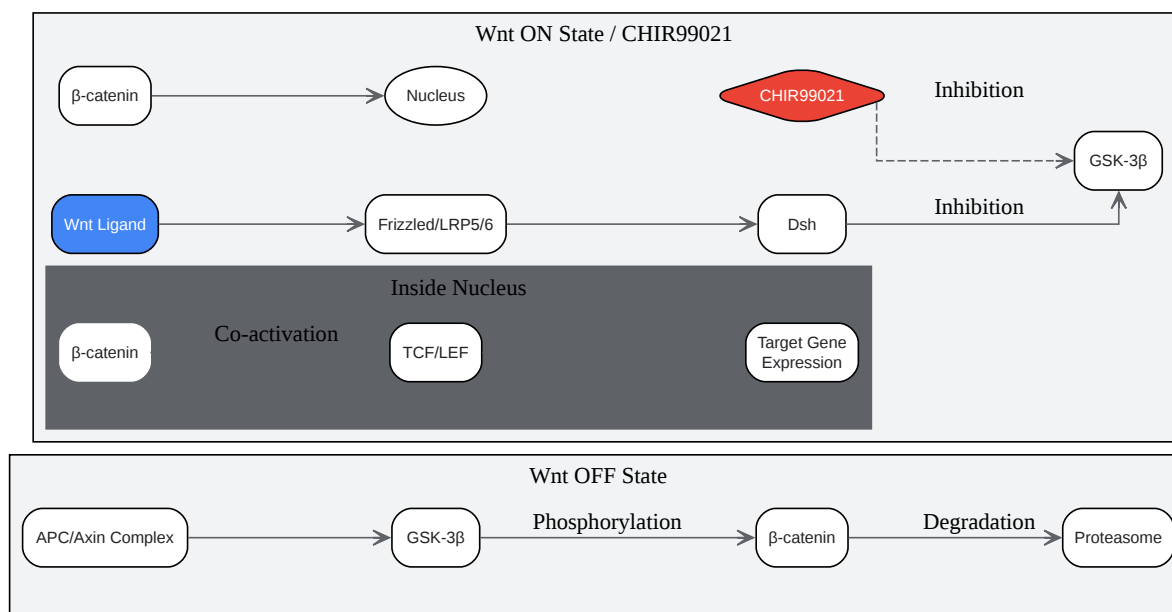 Wnt ON State / CHIR99021
β-catenin
Nucleus
CHIR99021
Inhibition
GSK-3β
Wnt Ligand
Frizzled/LRP5/6
Dsh
Inhibition
Inside Nucleus
β-catenin
Co-activation
TCF/LEF
Target Gene
Expression
Wnt OFF State
APC/Axin Complex
GSK-3β
Phosphorylation
β-catenin
Degradation
Proteasome